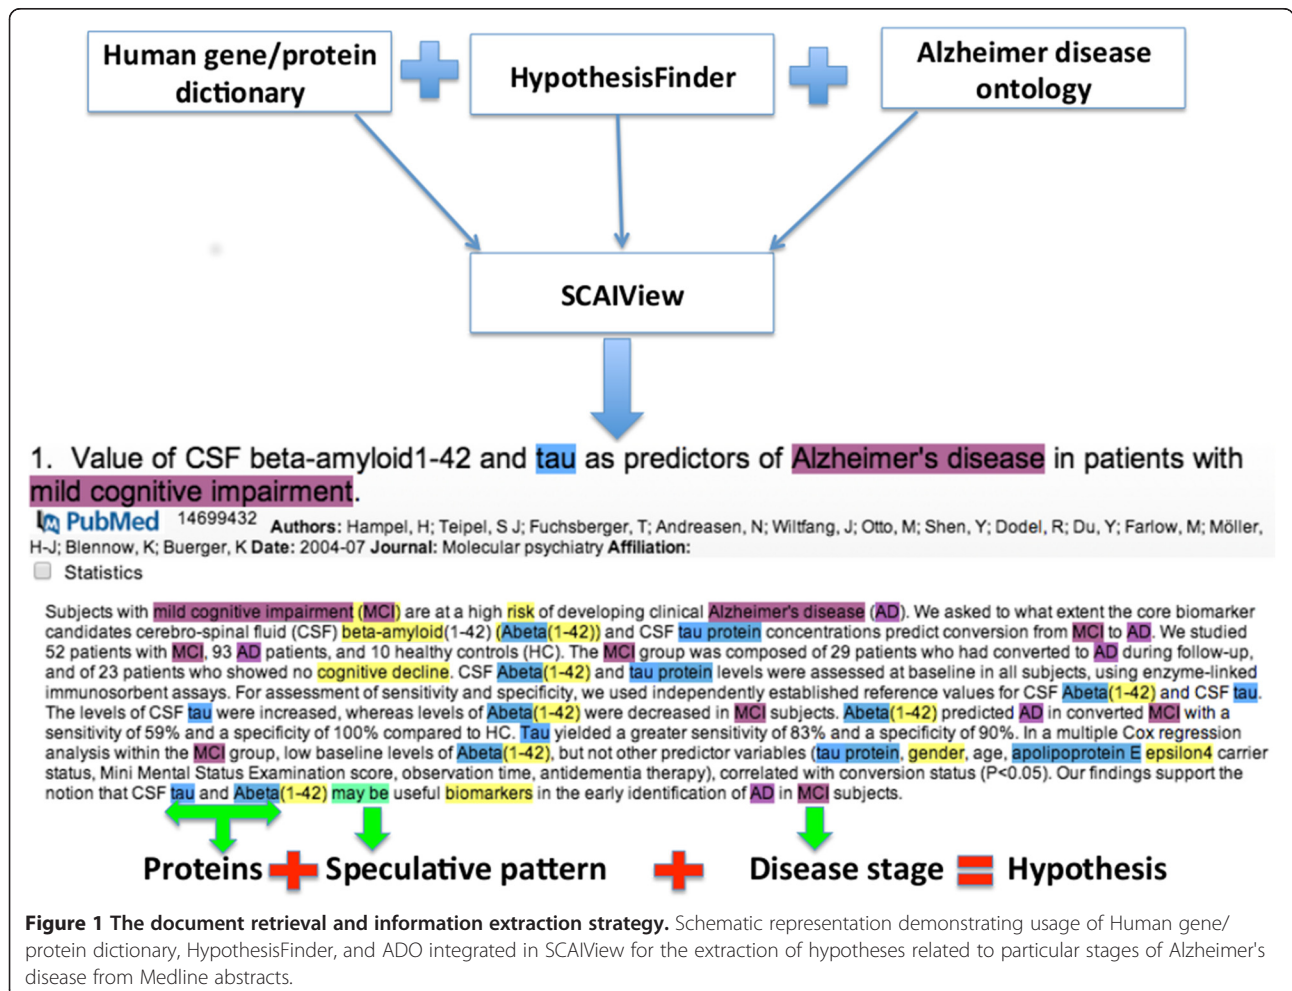 Human gene/protein
dictionary
HypothesisFinder
Alzheimer disease
ontology
SCAIView
1. Value of CSF beta-amyloid1-42 and tau as predictors of Alzheimer's disease in patients with
mild cognitive impairment.
PubMed 14699432 Authors: Hampel, H; Teipel, S J; Fuchsberger, T; Andreasen, N; Wiltfang, J; Otto, M; Shen, Y; Dodel, R; Du, Y; Farlow, M; Möller,
H-J; Blennow, K; Buerger, K Date: 2004-07 Journal: Molecular psychiatry Affiliation:
Statistics
Subjects with mild cognitive impairment (MCI) are at a high risk of developing clinical Alzheimer's disease (AD). We asked to what extent the core biomarker
candidates cerebro-spinal fluid (CSF) beta-amyloid(1-42) (Abeta(1-42)) and CSF tau protein concentrations predict conversion from MCI to AD. We studied
52 patients with MCI, 93 AD patients, and 10 healthy controls (HC). The MCI group was composed of 29 patients who had converted to AD during follow-up,
and of 23 patients who showed no cognitive decline. CSF Abeta(1-42) and tau protein levels were assessed at baseline in all subjects, using enzyme-linked
immunosorbent assays. For assessment of sensitivity and specificity, we used independently established reference values for CSF Abeta(1-42) and CSF tau.
The levels of CSF tau were increased, whereas levels of Abeta(1-42) were decreased in MCI subjects. Abeta(1-42) predicted AD in converted MCI with a
sensitivity of 59% and a specificity of 100% compared to HC. Tau yielded a greater sensitivity of 83% and a specificity of 90%. In a multiple Cox regression
analysis within the MCI group, low baseline levels of Abeta(1-42), but not other predictor variables (tau protein, gender, age, apolipoprotein E epsilon4 carrier
status, Mini Mental Status Examination score, observation time, antidementia therapy), correlated with conversion status (P<0.05). Our findings support the
notion that CSF tau and Abeta(1-42) may be useful biomarkers in the early identification of AD in MCI subjects.
Proteins + Speculative pattern + Disease stage = Hypothesis
Figure 1 The document retrieval and information extraction strategy. Schematic representation demonstrating usage of Human gene/
protein dictionary, HypothesisFinder, and ADO integrated in SCAIView for the extraction of hypotheses related to particular stages of Alzheimer's
disease from Medline abstracts.